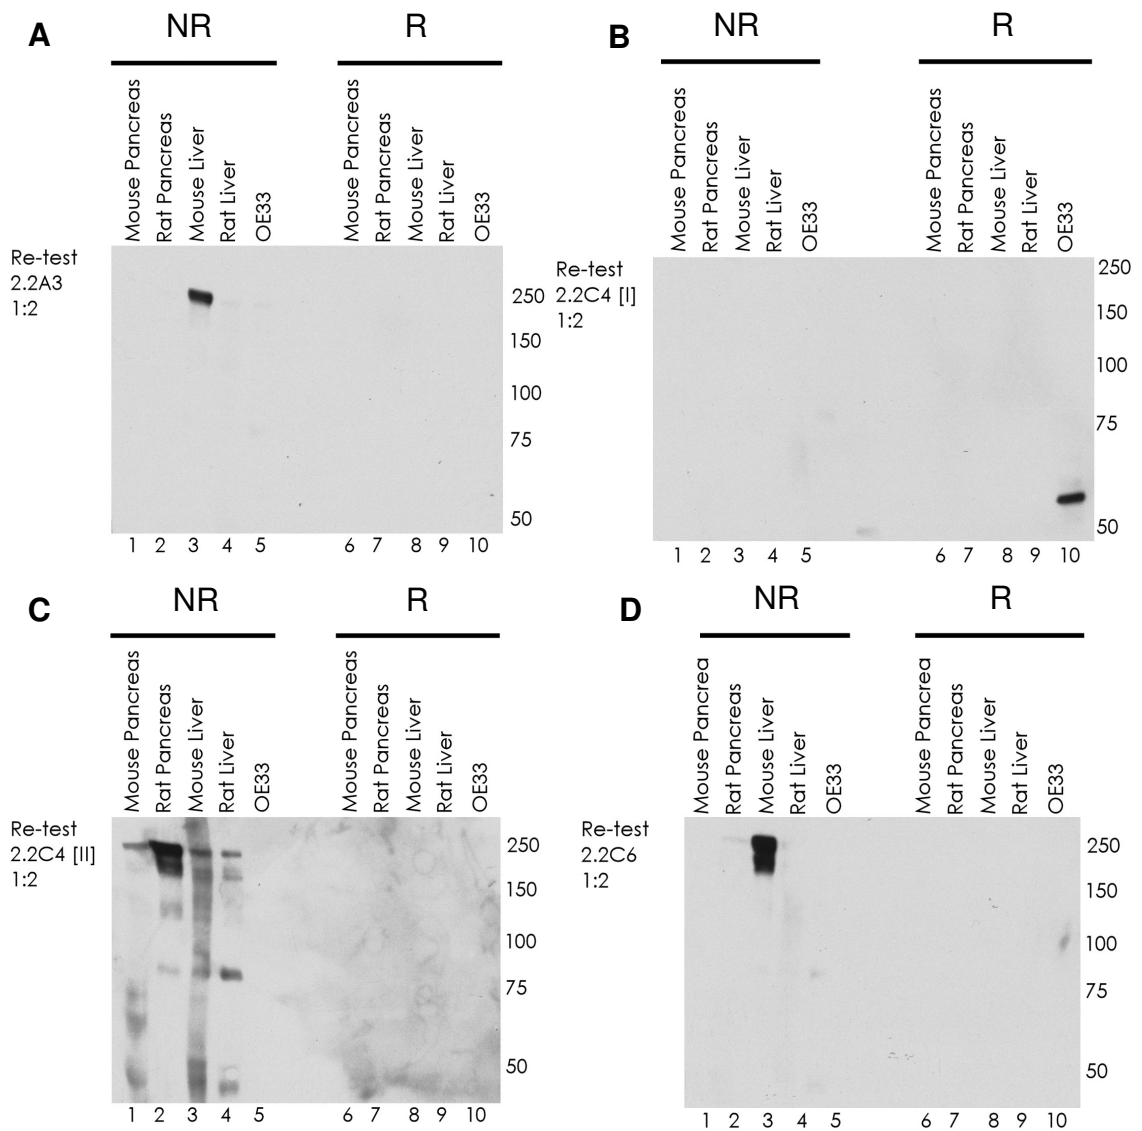 A
NR
R
Mouse Pancreas
Rat Pancreas
Mouse Liver
Rat Liver
OE33
Mouse Pancreas
Rat Pancreas
Mouse Liver
Rat Liver
OE33
Re-test
2.2A3
1:2
250
150
100
75
50
1 2 3 4 5 6 7 8 9 10
B
NR
R
Mouse Pancreas
Rat Pancreas
Mouse Liver
Rat Liver
OE33
Mouse Pancreas
Rat Pancreas
Mouse Liver
Rat Liver
OE33
Re-test
2.2C4 [I]
1:2
250
150
100
75
50
1 2 3 4 5 6 7 8 9 10
C
NR
R
Mouse Pancreas
Rat Pancreas
Mouse Liver
Rat Liver
OE33
Mouse Pancreas
Rat Pancreas
Mouse Liver
Rat Liver
OE33
Re-test
2.2C4 [II]
1:2
250
150
100
75
50
1 2 3 4 5 6 7 8 9 10
D
NR
R
Mouse Pancrea
Rat Pancreas
Mouse Liver
Rat Liver
OE33
Mouse Pancrea
Rat Pancreas
Mouse Liver
Rat Liver
OE33
Re-test
2.2C6
1:2
250
150
100
75
50
1 2 3 4 5 6 7 8 9 10